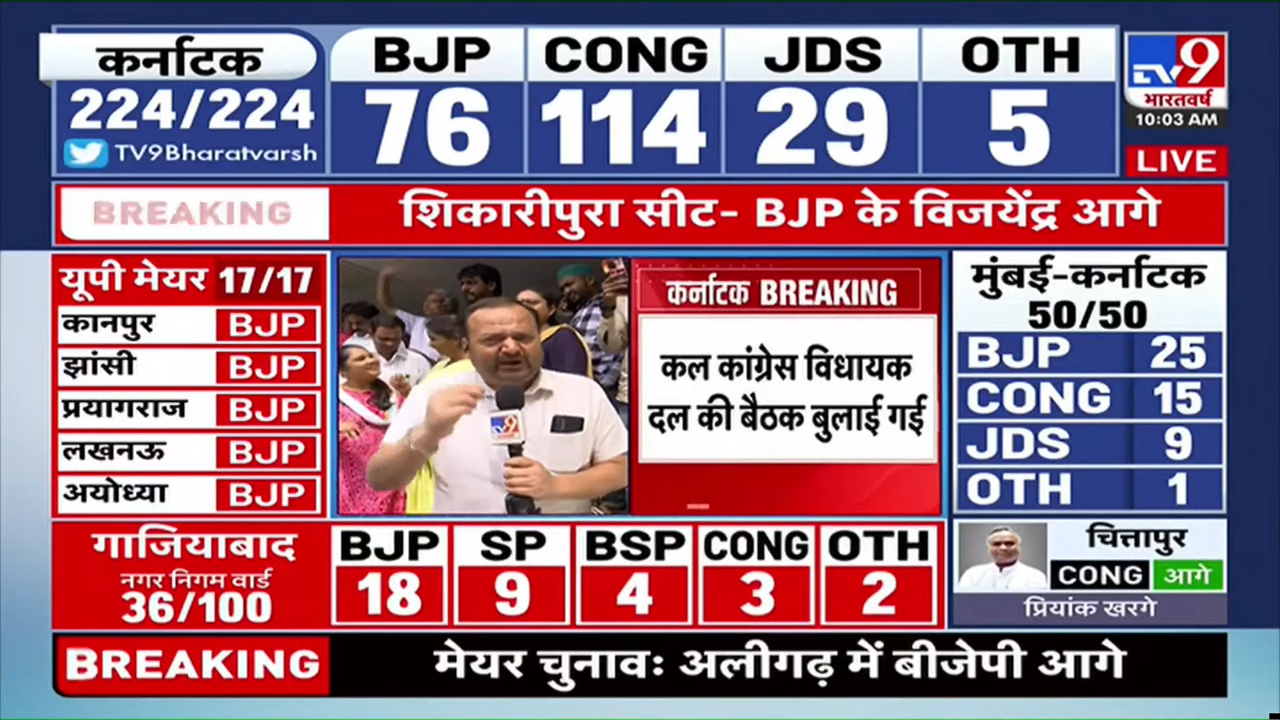 कर्नाटक
224/224
TV9Bharatvarsh
BJP CONG JDS OTH
76 114 29 5
TV9
भारतवर्ष
10:03 AM
LIVE
BREAKING
शिकारीपुरा सीट- BJP के विजयेंद्र आगे
यूपी मेयर 17/17
कानपुर BJP
झांसी BJP
प्रयागराज BJP
लखनऊ BJP
अयोध्या BJP
TV9
कर्नाटक BREAKING
कल कांग्रेस विधायक
दल की बैठक बुलाई गई
मुंबई-कर्नाटक
50/50
BJP 25
CONG 15
JDS 9
OTH 1
गाजियाबाद
नगर निगम वार्ड
36/100
BJP SP BSP CONG OTH
18 9 4 3 2
चित्तापुर
CONG आगे
प्रियांक खरगे
BREAKING
मेयर चुनावः अलीगढ़ में बीजेपी आगे